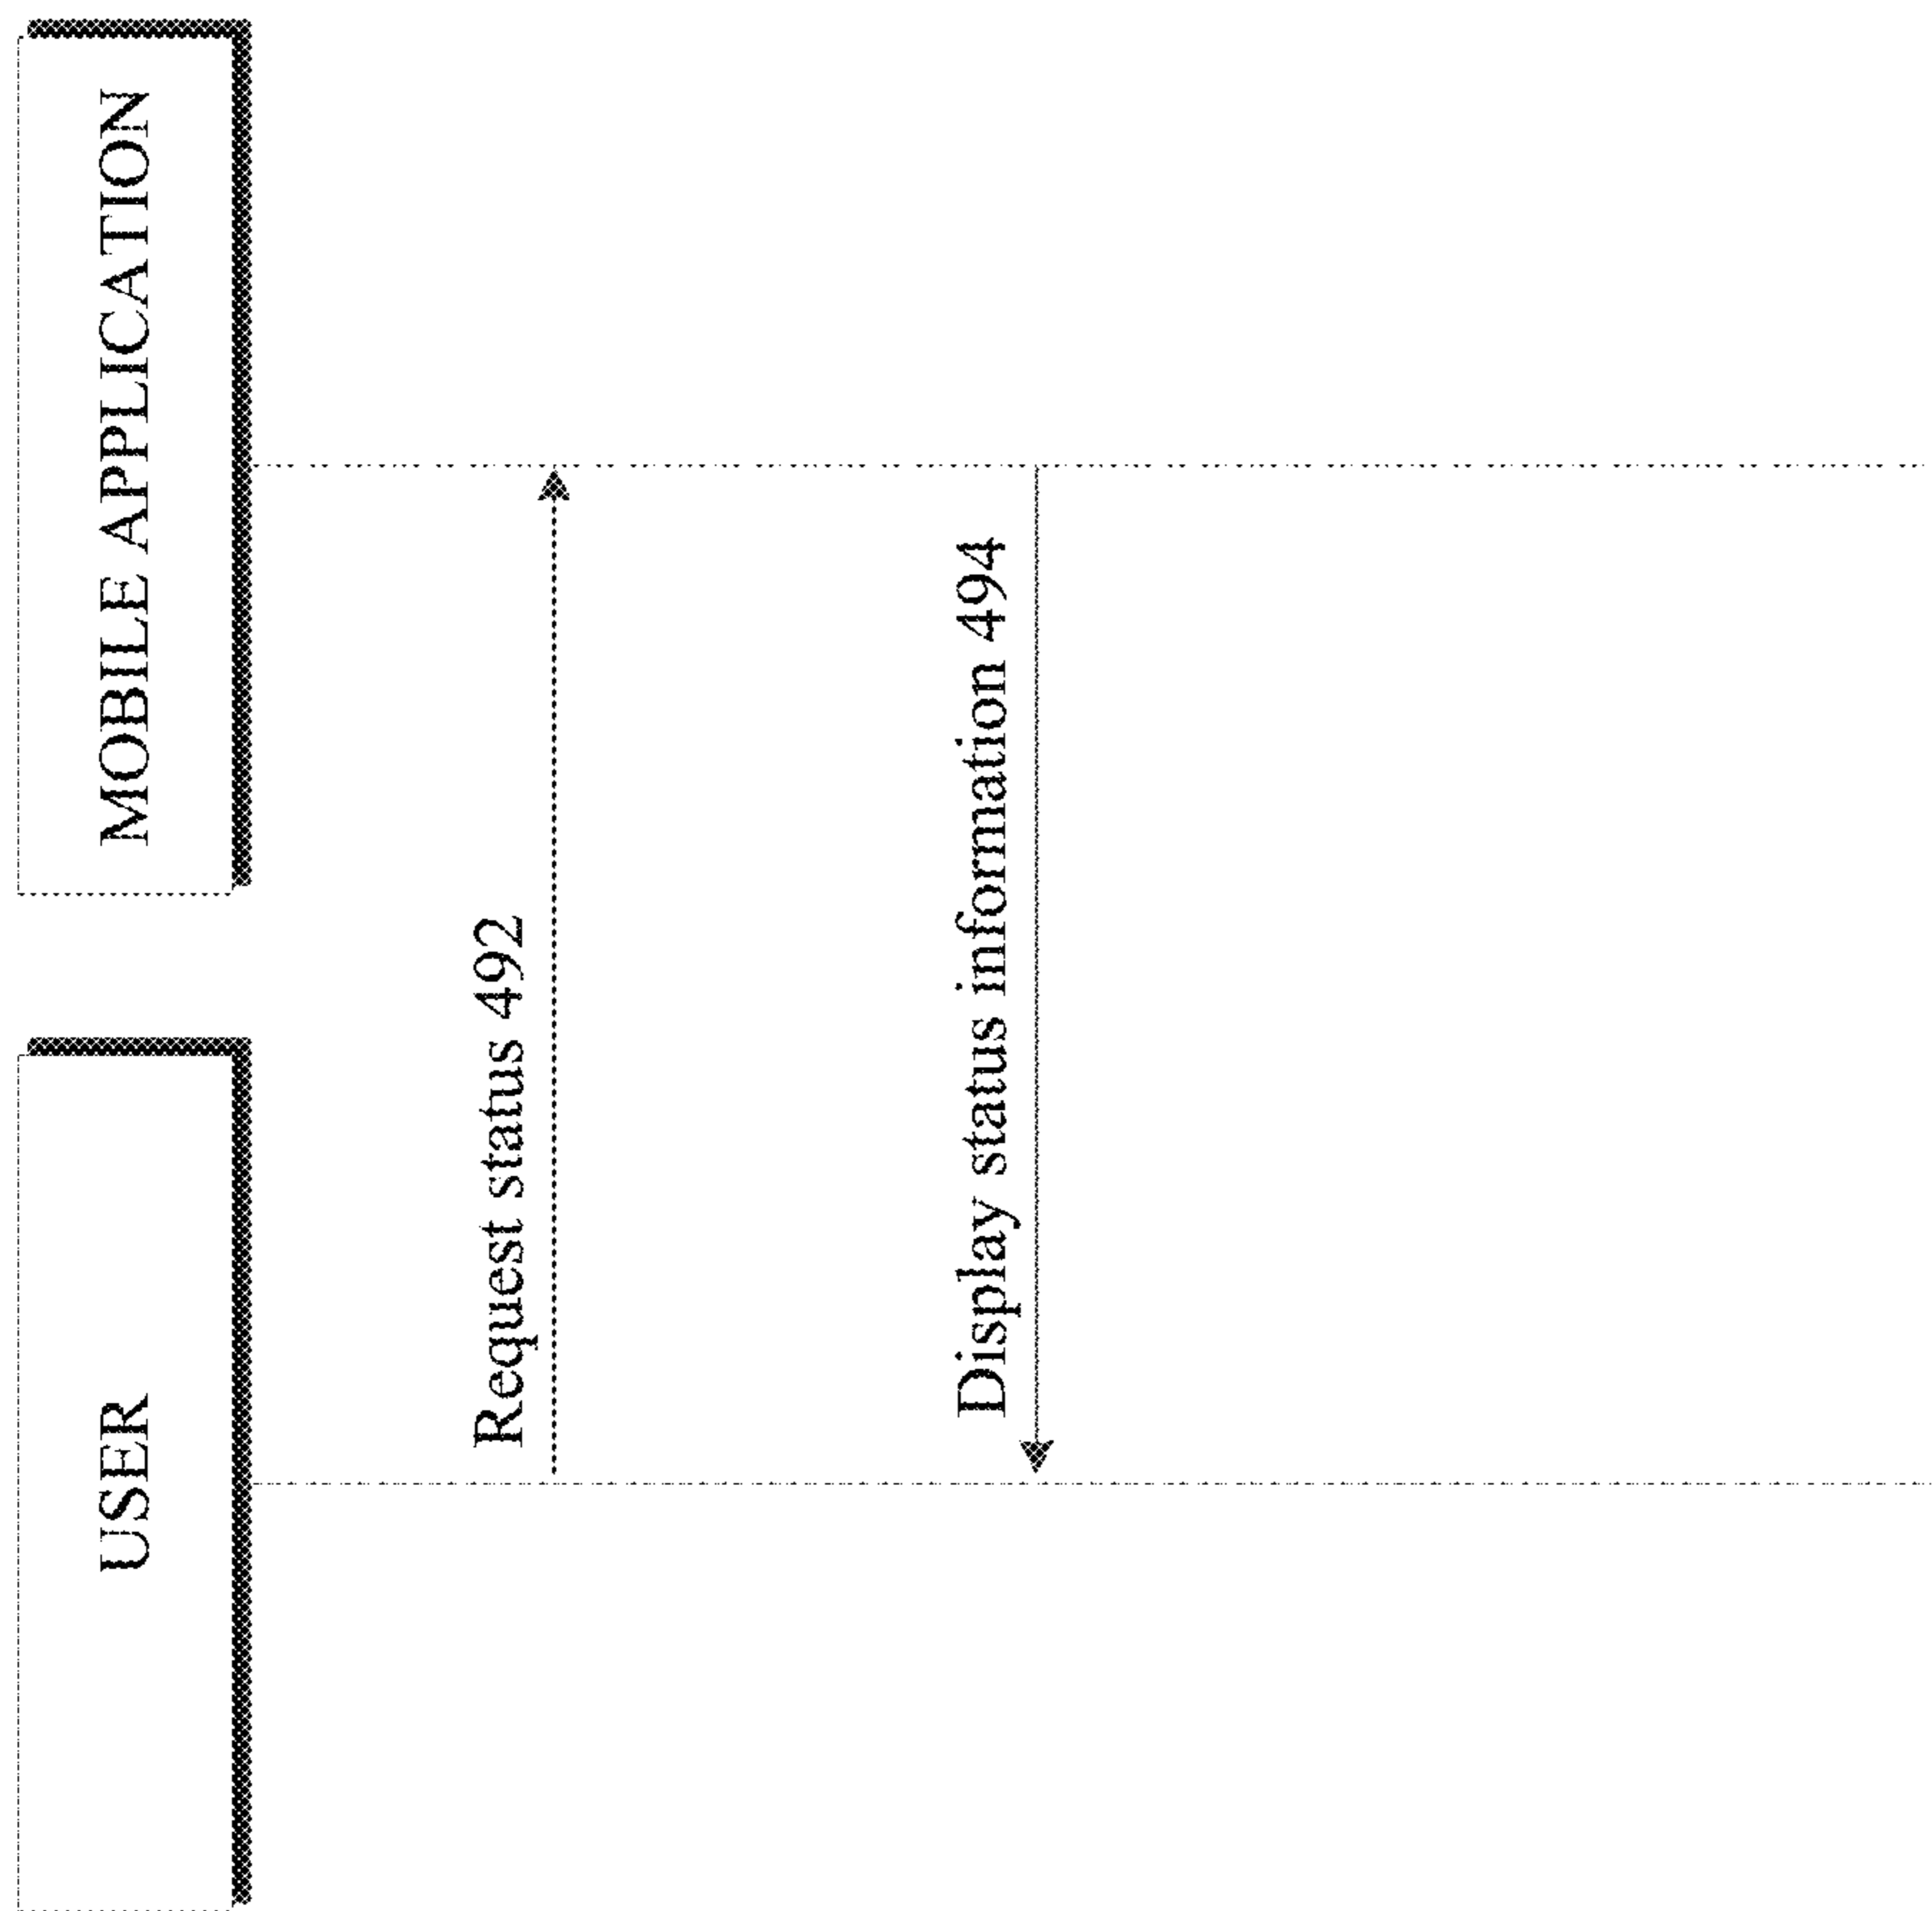 USER
MOBILE APPLICATION
Request status 492
Display status information 494